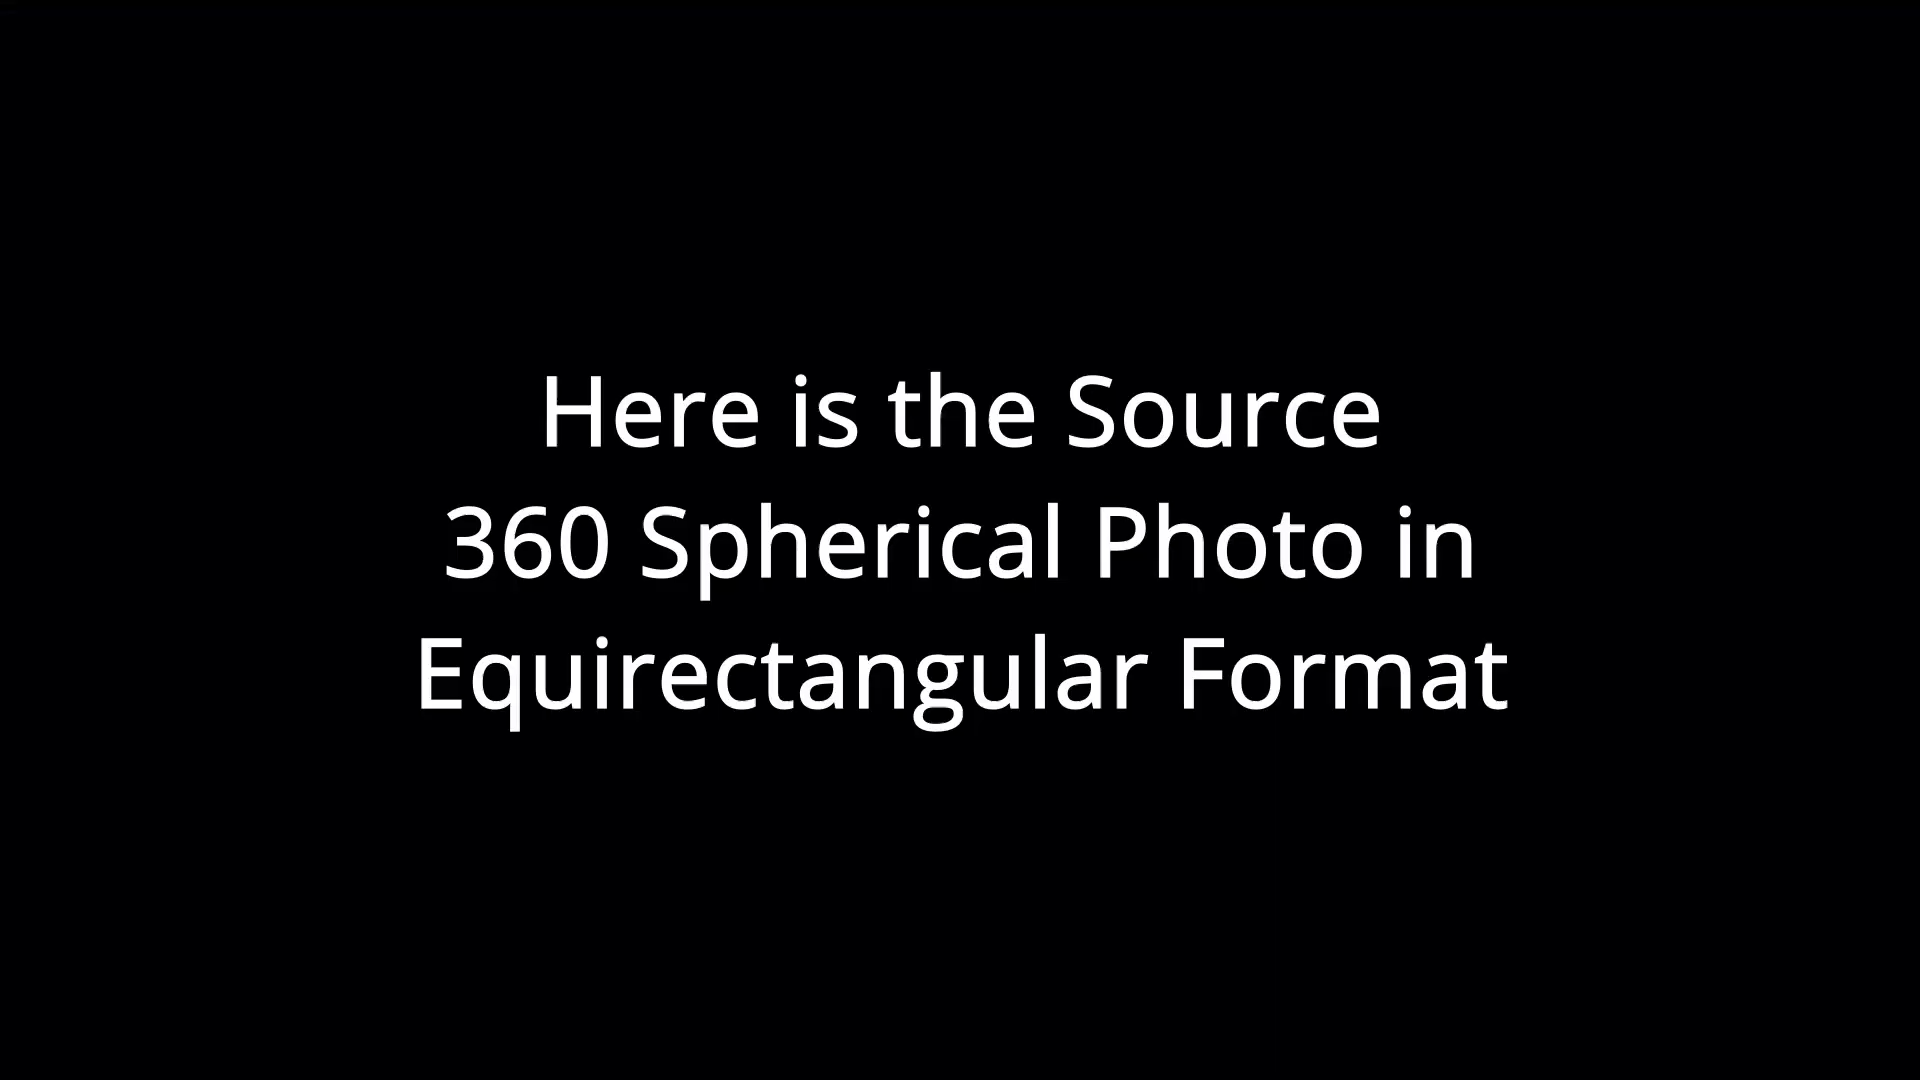 Here is the Source
360 Spherical Photo in
Equirectangular Format